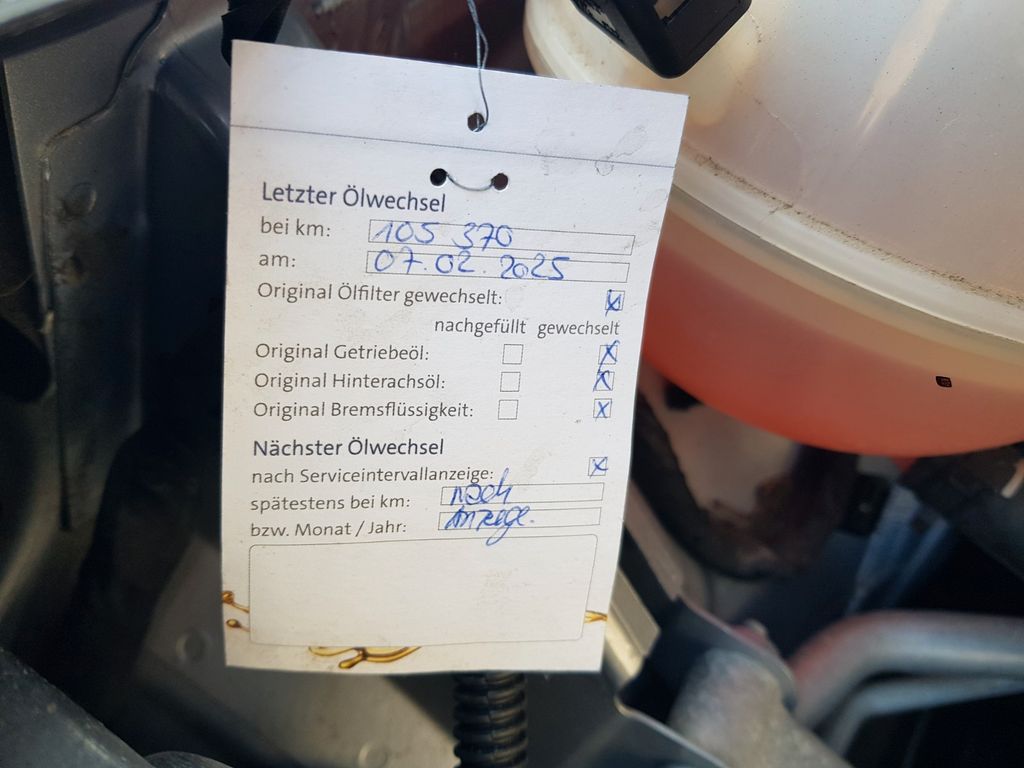 Letzter Ölwechsel
bei km: 105 370
am: 07.02.2025
Original Ölfilter gewechselt:
nachgefüllt gewechselt
Original Getriebeöl:
Original Hinterachsöl:
Original Bremsflüssigkeit:
Nächster Ölwechsel
nach Serviceintervallanzeige:
spätestens bei km: nach
bzw. Monat / Jahr: Anzeige.